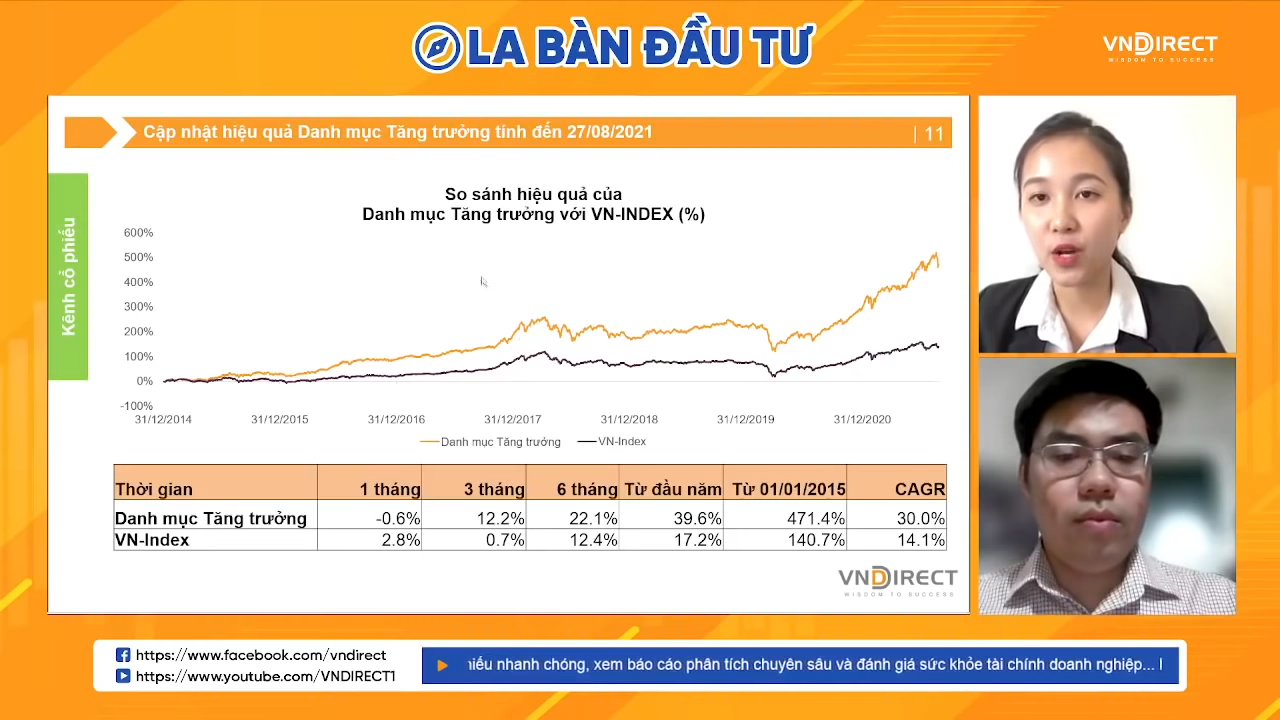 LA BÀN ĐẦU TƯ
VNDIRECT
WISDOM TO SUCCESS
Cập nhật hiệu quả Danh mục Tăng trưởng tính đến 27/08/2021
| 11
Kênh cổ phiếu
So sánh hiệu quả của
Danh mục Tăng trưởng với VN-INDEX (%)
600%
500%
400%
300%
200%
100%
0%
-100%
31/12/2014 31/12/2015 31/12/2016 31/12/2017 31/12/2018 31/12/2019 31/12/2020
Danh mục Tăng trưởng VN-Index
Thời gian 1 tháng 3 tháng 6 tháng Từ đầu năm Từ 01/01/2015 CAGR
Danh mục Tăng trưởng -0.6% 12.2% 22.1% 39.6% 471.4% 30.0%
VN-Index 2.8% 0.7% 12.4% 17.2% 140.7% 14.1%
VNDIRECT
WISDOM TO SUCCESS
https://www.facebook.com/vndirect
https://www.youtube.com/VNDIRECT1
nhanh chóng, xem báo cáo phân tích chuyên sâu và đánh giá sức khỏe tài chính doanh nghiệp...